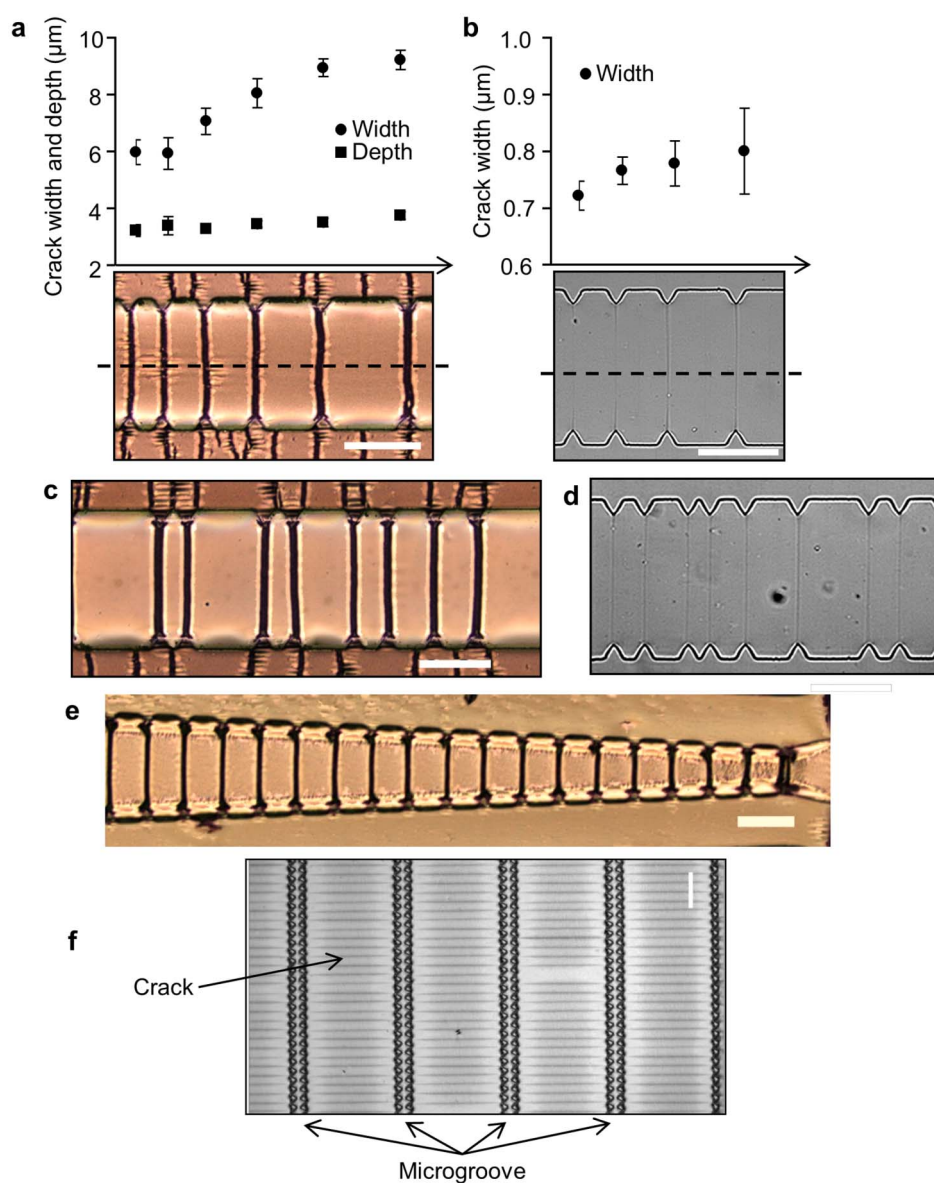 a
Crack width and depth (µm)
10
8
6
4
2
Width
Depth
b
Crack width (µm)
1.0
0.9
0.8
0.7
0.6
Width
c
d
e
f
Crack
Microgroove